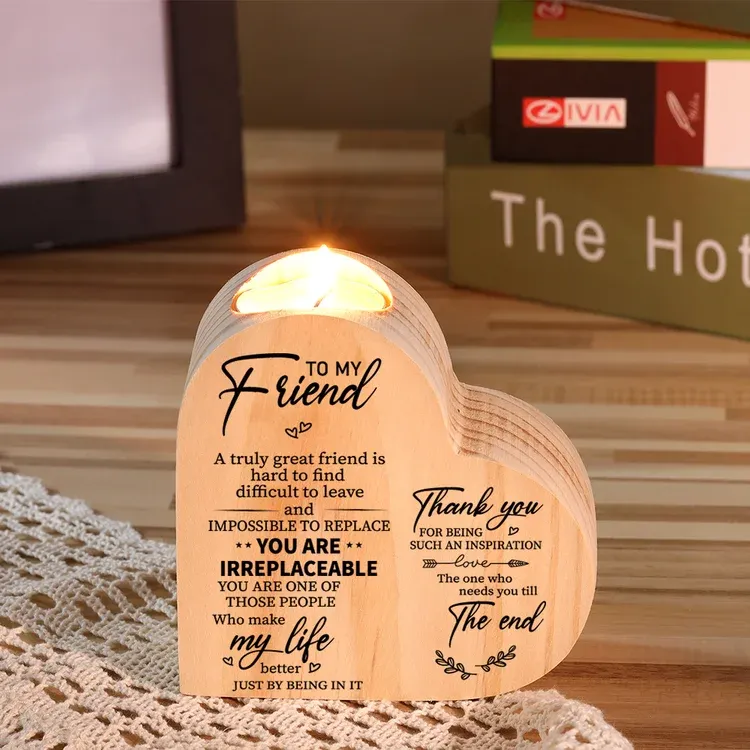 IVIA
The Hot
TO MY
Friend
A truly great friend is
hard to find
difficult to leave
and
IMPOSSIBLE TO REPLACE
YOU ARE
IRREPLACEABLE
YOU ARE ONE OF
THOSE PEOPLE
Who make
my life
better
JUST BY BEING IN IT
Thank you
FOR BEING
SUCH AN INSPIRATION
love
The one who
needs you till
The end